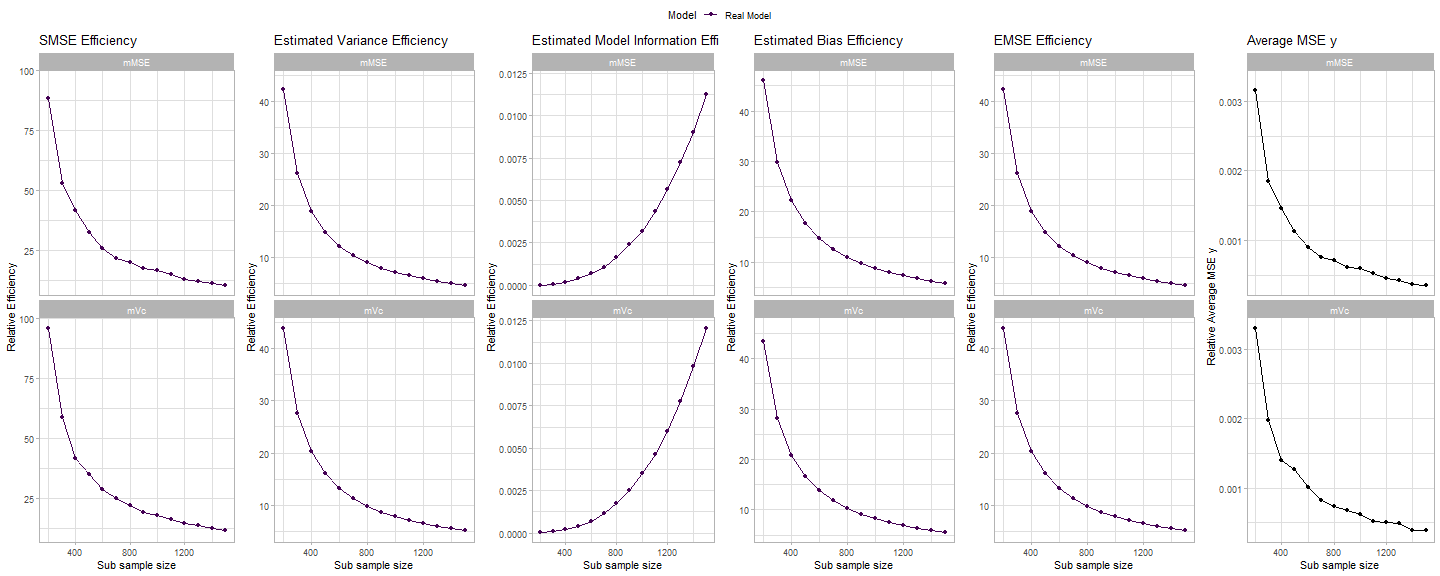 Model Real Model
SMSE Efficiency
mMSE
100
75
50
25
mVc
100
75
50
25
400 1200
Sub sample size
Relative Efficiency
Estimated Variance Efficiency
mMSE
40
30
20
10
mVc
40
30
20
10
400 1200
Sub sample size
Relative Efficiency
Estimated Model Information Effi
mMSE
0.0125
0.0100
0.0075
0.0050
0.0025
0.0000
mVc
0.0125
0.0100
0.0075
0.0050
0.0025
0.0000
400 1200
Sub sample size
Relative Efficiency
Estimated Bias Efficiency
mMSE
40
30
20
10
mVc
40
30
20
10
400 1200
Sub sample size
Relative Efficiency
EMSE Efficiency
mMSE
40
30
20
10
mVc
40
30
20
10
400 1200
Sub sample size
Relative Efficiency
Average MSE y
mMSE
0.003
0.002
0.001
mVc
0.003
0.002
0.001
400 1200
Sub sample size
Relative Average MSE y